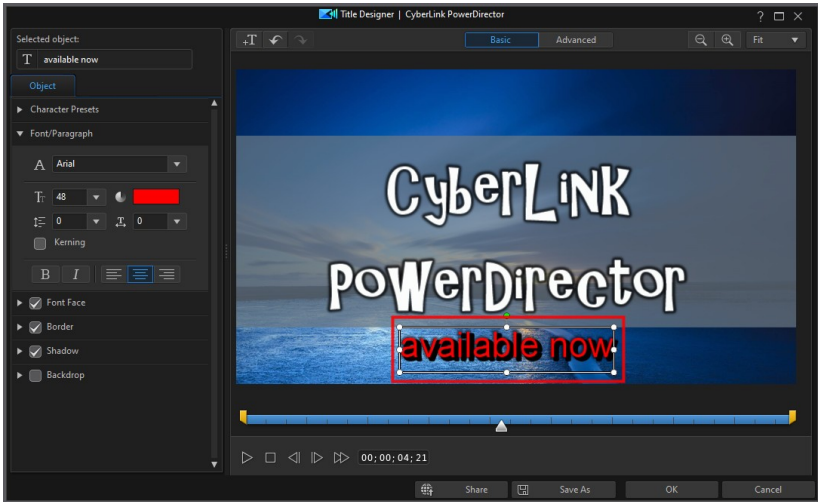 Title Designer | CyberLink PowerDirector
Selected object:
T available now
Object
Character Presets
Font/Paragraph
A Arial
48
0 0
Kerning
B I
Font Face
Border
Shadow
Backdrop
+T
Basic Advanced
Fit
CyberLiNK
PoWerDirector
available now
00;00;04;21
Share Save As OK Cancel